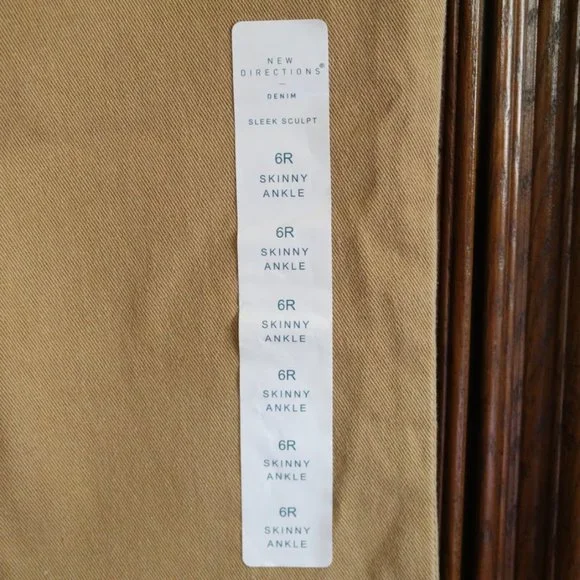 NEW
DIRECTIONS®
–
DENIM
SLEEK SCULPT
6R
SKINNY
ANKLE
6R
SKINNY
ANKLE
6R
SKINNY
ANKLE
6R
SKINNY
ANKLE
6R
SKINNY
ANKLE
6R
SKINNY
ANKLE